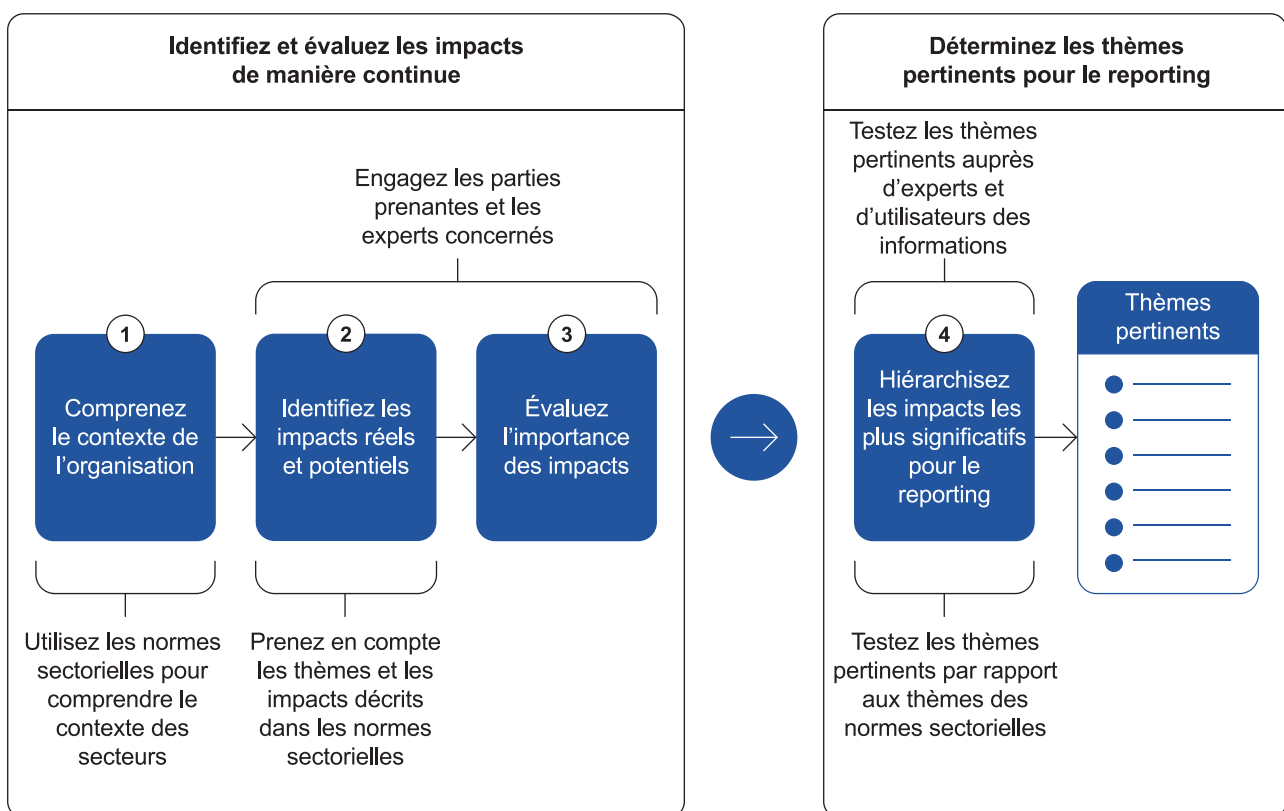 Identifiez et évaluez les impacts
de manière continue
Engagez les parties
prenantes et les
experts concernés
1
Comprenez
le contexte de
l'organisation
2
Identifiez les
impacts réels
et potentiels
3
Évaluez
l'importance
des impacts
Utilisez les normes
sectorielles pour
comprendre le
contexte des
secteurs
Prenez en compte
les thèmes et les
impacts décrits
dans les normes
sectorielles
Déterminez les thèmes
pertinents pour le reporting
Testez les thèmes
pertinents auprès
d'experts et
d'utilisateurs des
informations
4
Hiérarchisez
les impacts les
plus significatifs
pour le
reporting
Thèmes
pertinents
Testez les thèmes
pertinents par rapport
aux thèmes des
normes sectorielles